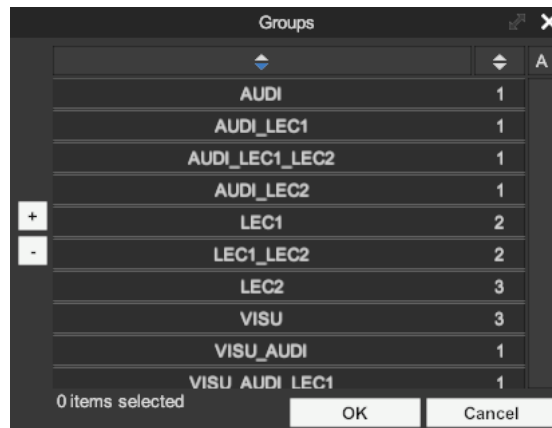 Groups
A
AUDI 1
AUDI_LEC1 1
AUDI_LEC1_LEC2 1
AUDI_LEC2 1
+
LEC1 2
-
LEC1_LEC2 2
LEC2 3
VISU 3
VISU_AUDI 1
VISU_AUDI_LEC1 1
0 items selected
OK Cancel